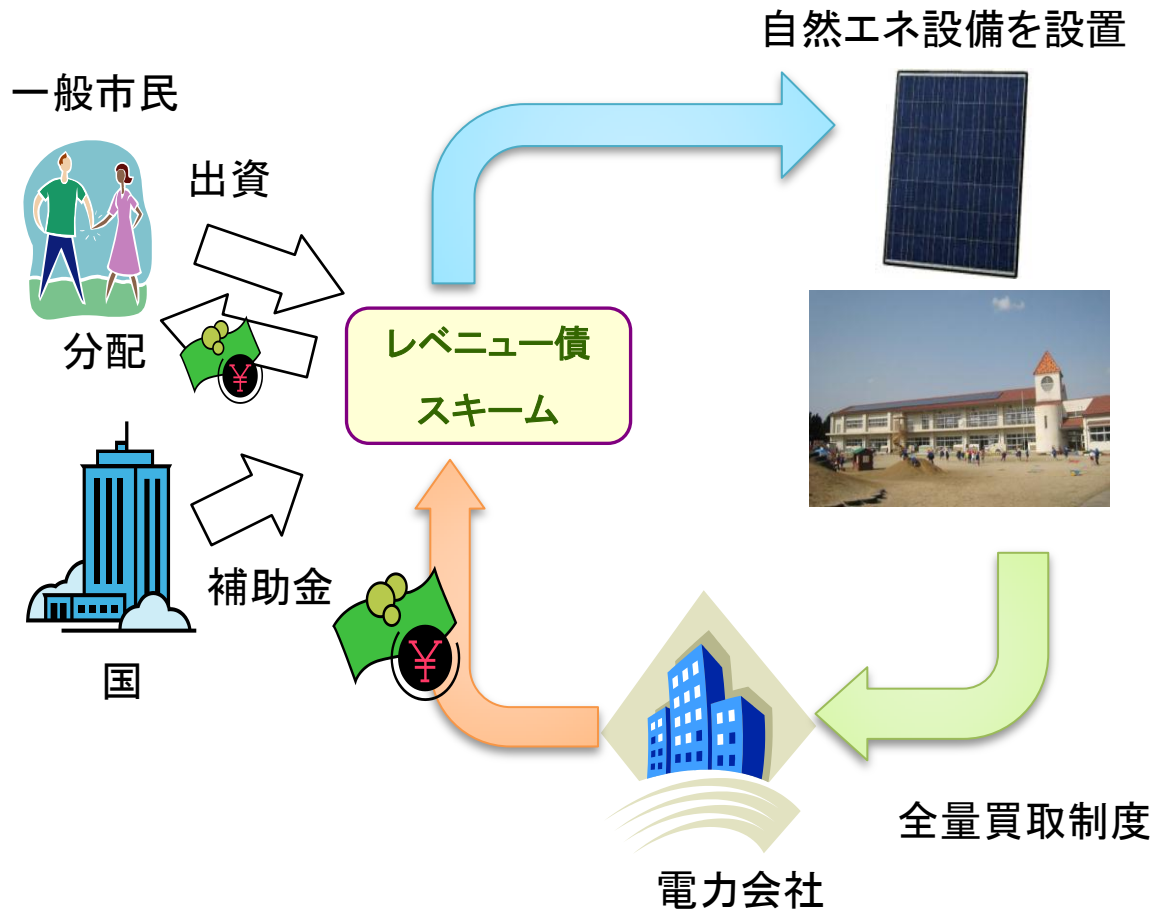 自然エネ設備を設置
一般市民
出資
分配
レベニュー債
スキーム
補助金
国
全量買取制度
電力会社
¥
¥